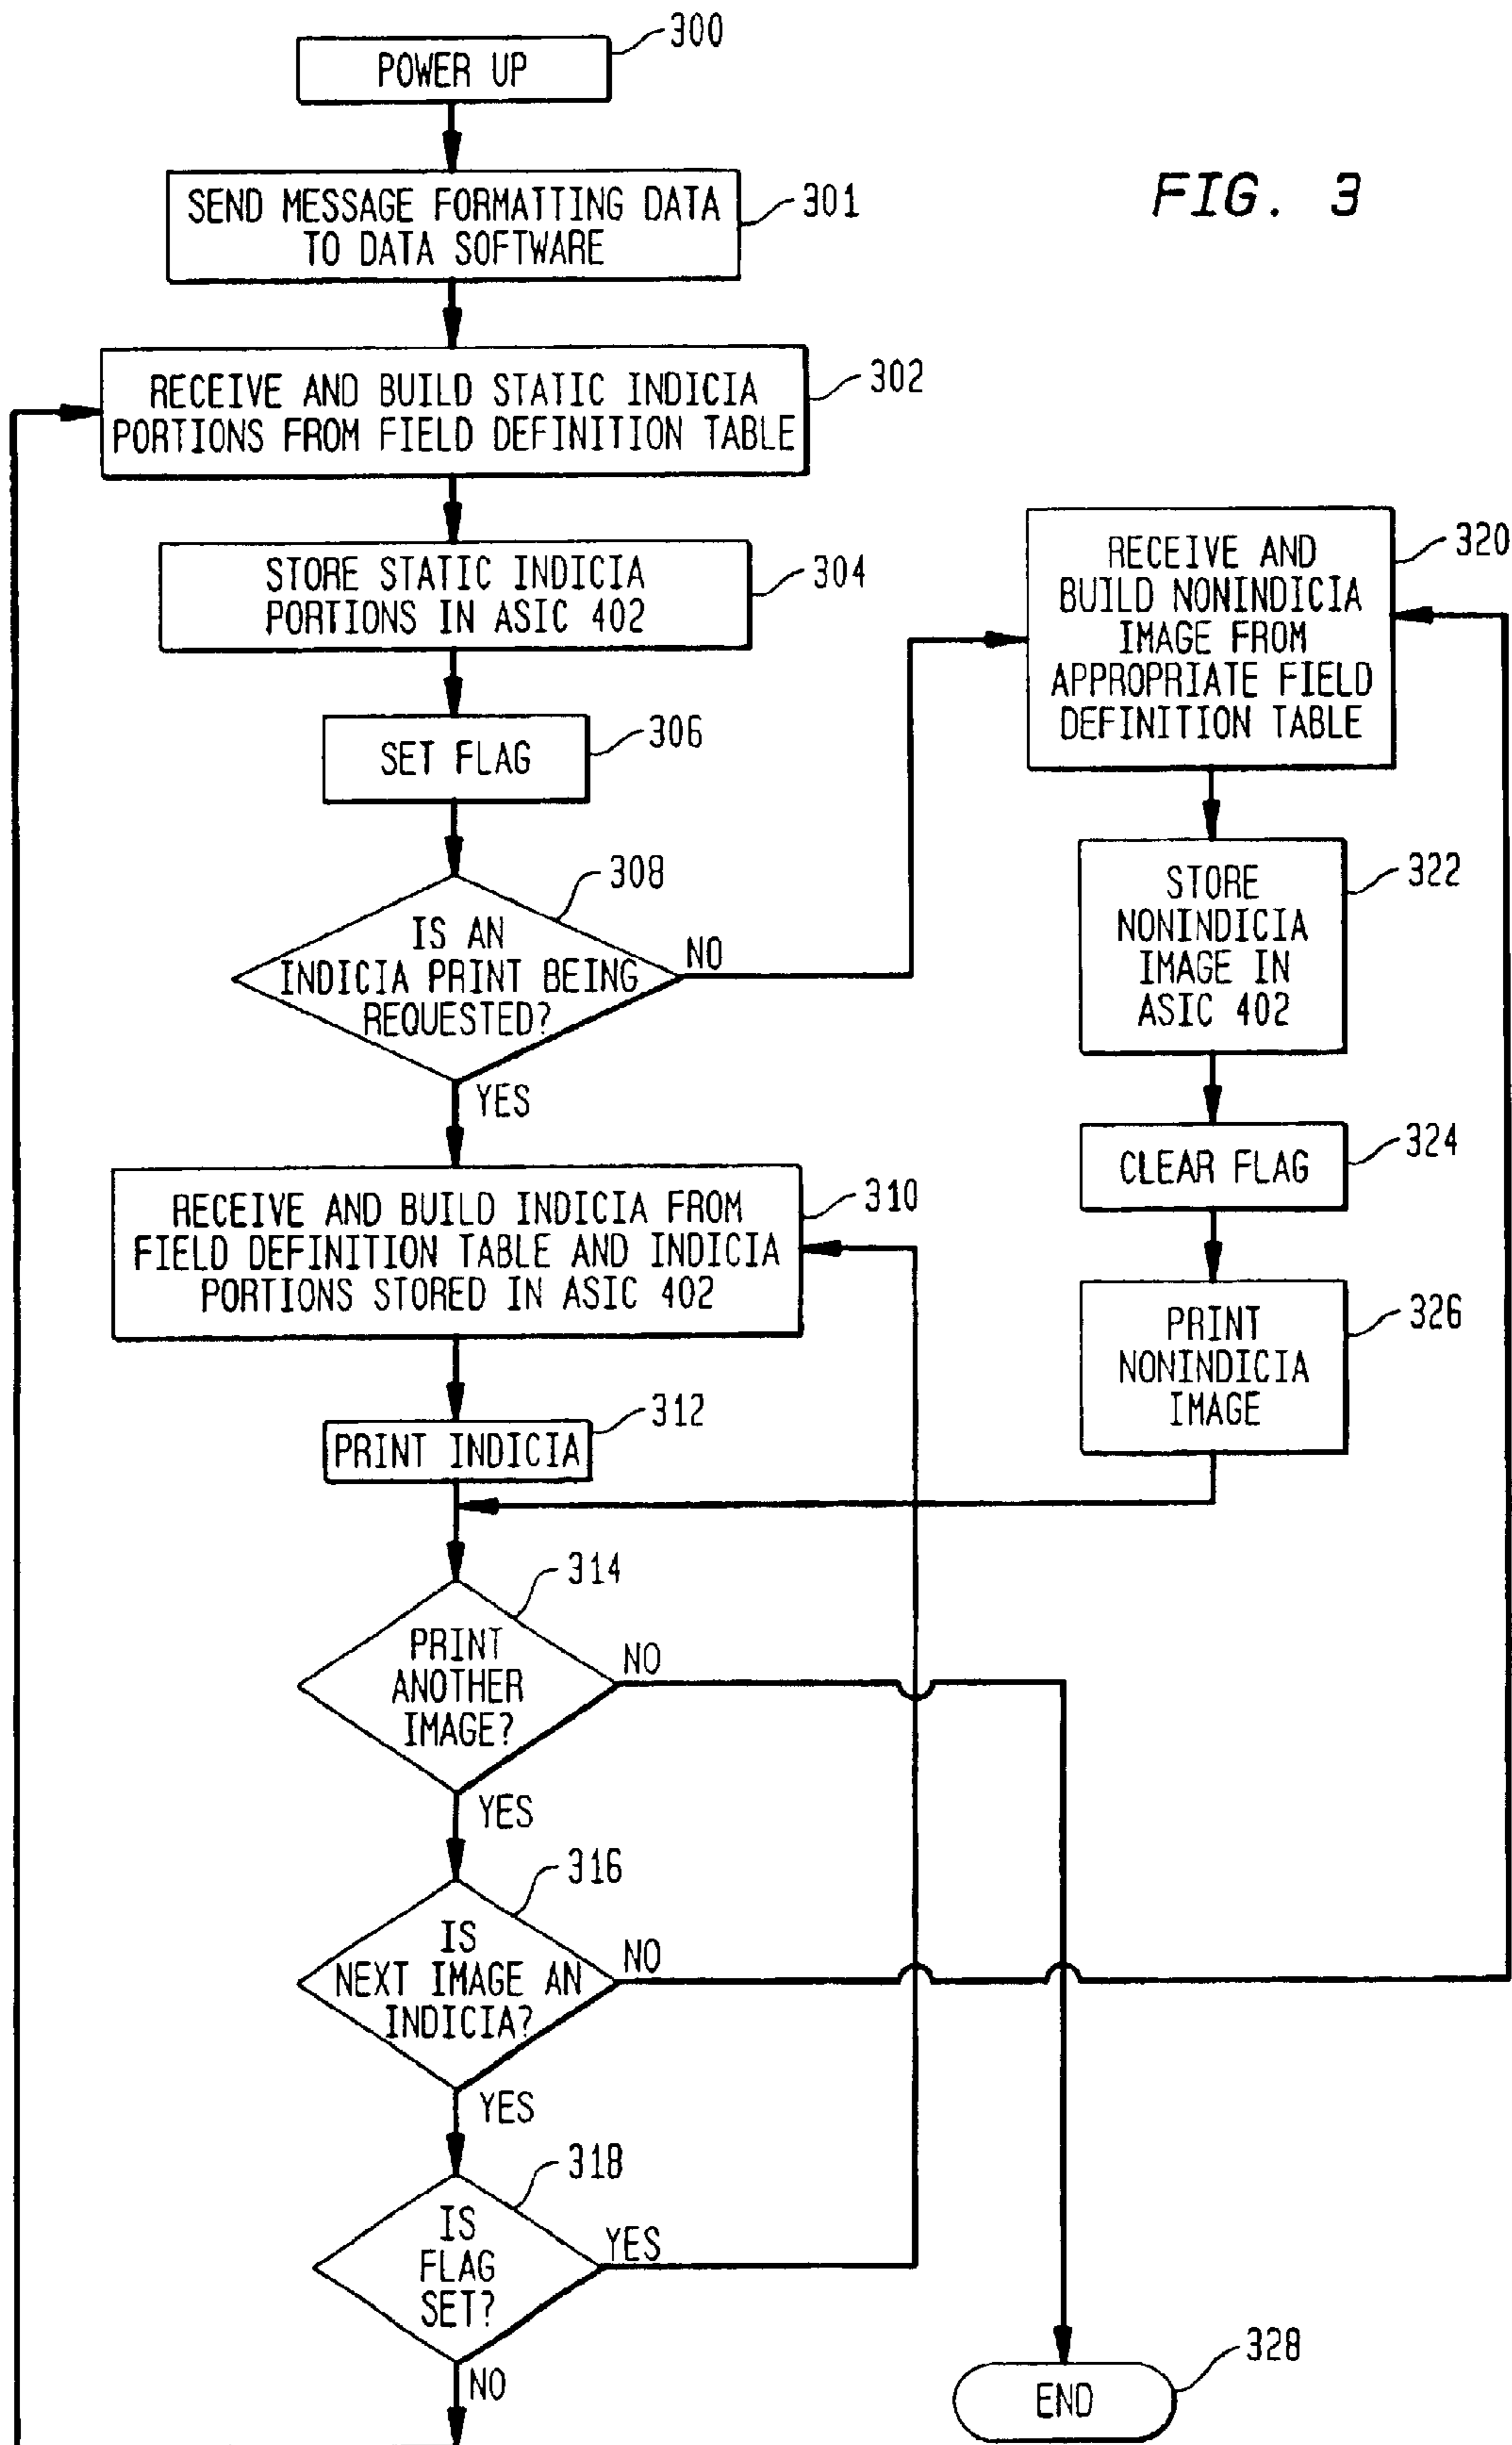 300
POWER UP
FIG. 3
301
SEND MESSAGE FORMATTING DATA
TO DATA SOFTWARE
302
RECEIVE AND BUILD STATIC INDICIA
PORTIONS FROM FIELD DEFINITION TABLE
304
STORE STATIC INDICIA
PORTIONS IN ASIC 402
306
SET FLAG
308
IS AN
INDICIA PRINT BEING
REQUESTED?
NO
YES
320
RECEIVE AND
BUILD NONINDICIA
IMAGE FROM
APPROPRIATE FIELD
DEFINITION TABLE
322
STORE
NONINDICIA
IMAGE IN
ASIC 402
324
CLEAR FLAG
326
PRINT
NONINDICIA
IMAGE
310
RECEIVE AND BUILD INDICIA FROM
FIELD DEFINITION TABLE AND INDICIA
PORTIONS STORED IN ASIC 402
312
PRINT INDICIA
314
PRINT
ANOTHER
IMAGE?
NO
YES
316
IS
NEXT IMAGE AN
INDICIA?
NO
YES
318
IS
FLAG
SET?
YES
NO
328
END